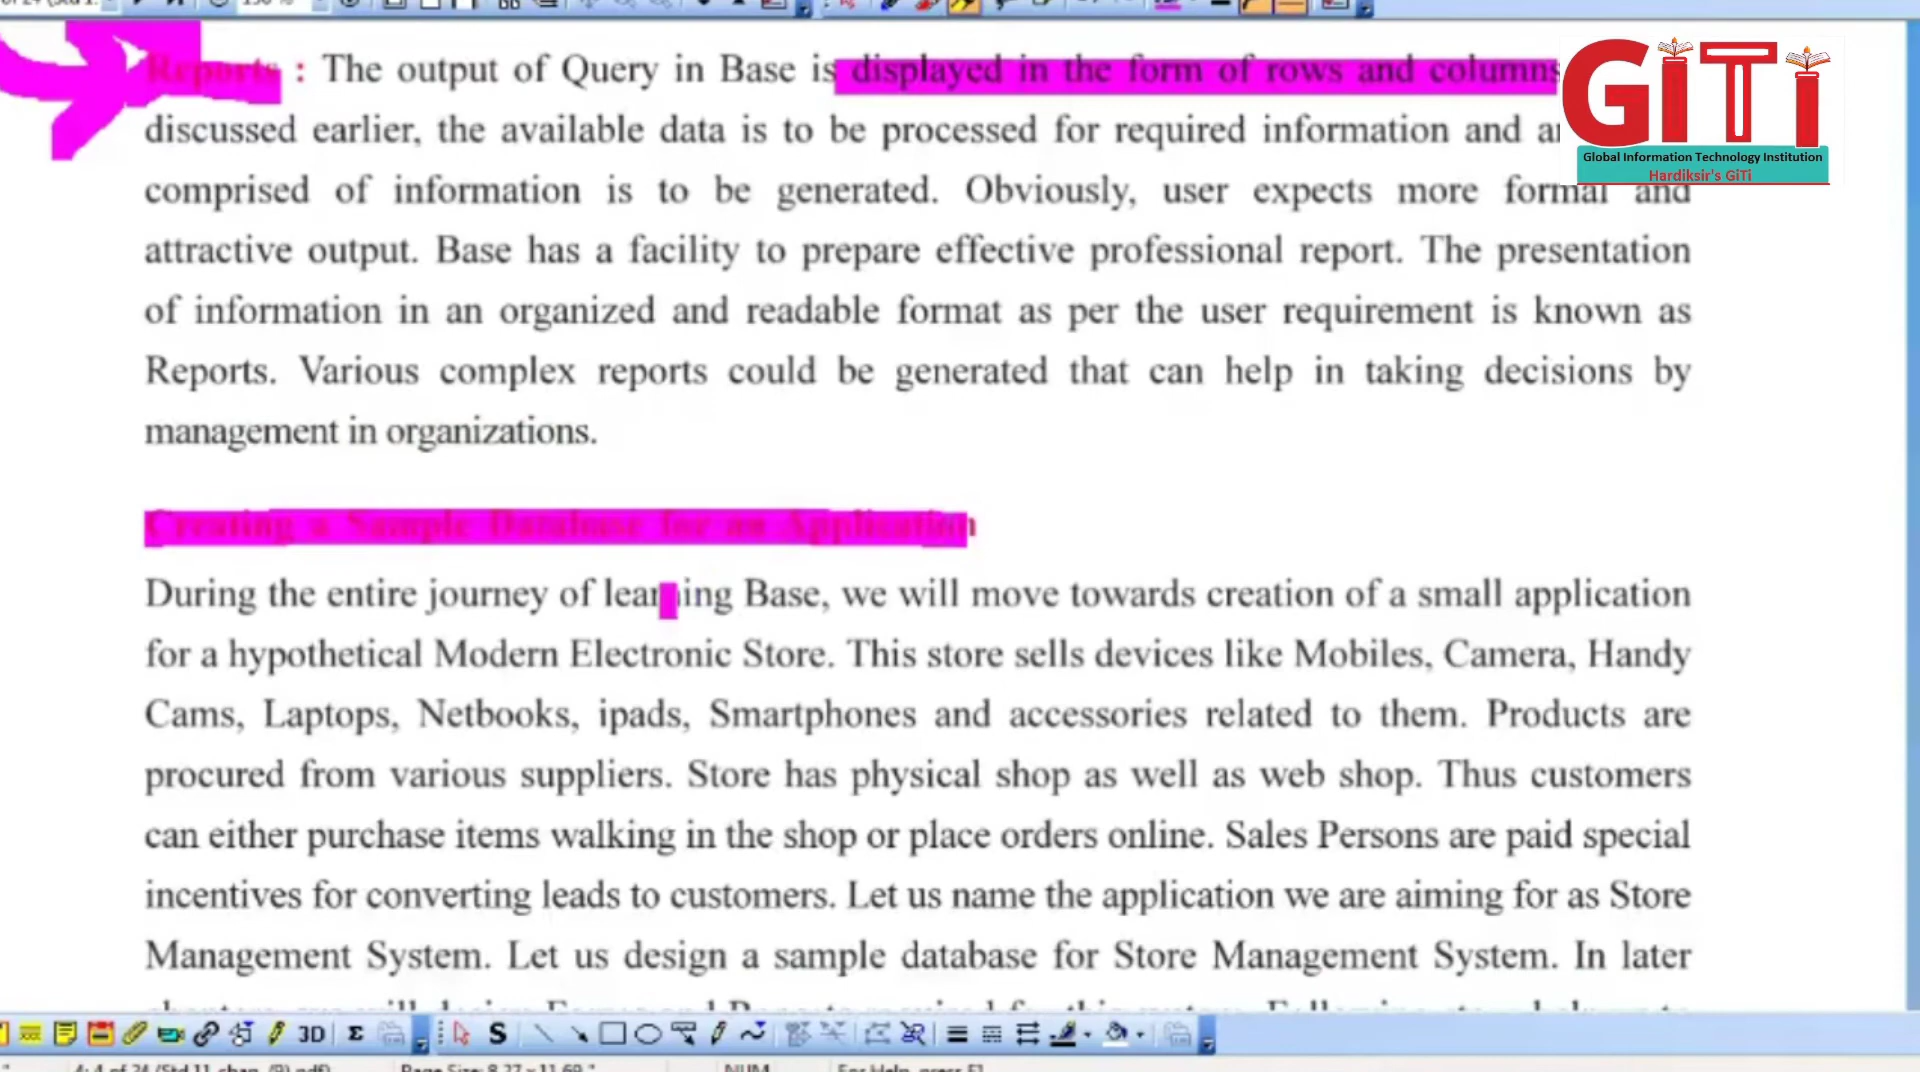 Reports : The output of Query in Base is displayed in the form of rows and columns
discussed earlier, the available data is to be processed for required information and
comprised of information is to be generated. Obviously, user expects more formal and
attractive output. Base has a facility to prepare effective professional report. The presentation
of information in an organized and readable format as per the user requirement is known as
Reports. Various complex reports could be generated that can help in taking decisions by
management in organizations.
Creating a Sample Database for an Application
During the entire journey of learning Base, we will move towards creation of a small application
for a hypothetical Modern Electronic Store. This store sells devices like Mobiles, Camera, Handy
Cams, Laptops, Netbooks, ipads, Smartphones and accessories related to them. Products are
procured from various suppliers. Store has physical shop as well as web shop. Thus customers
can either purchase items walking in the shop or place orders online. Sales Persons are paid special
incentives for converting leads to customers. Let us name the application we are aiming for as Store
Management System. Let us design a sample database for Store Management System. In later
GiTi
Global Information Technology Institution
Hardiksir's GiTi
3D
Σ
S